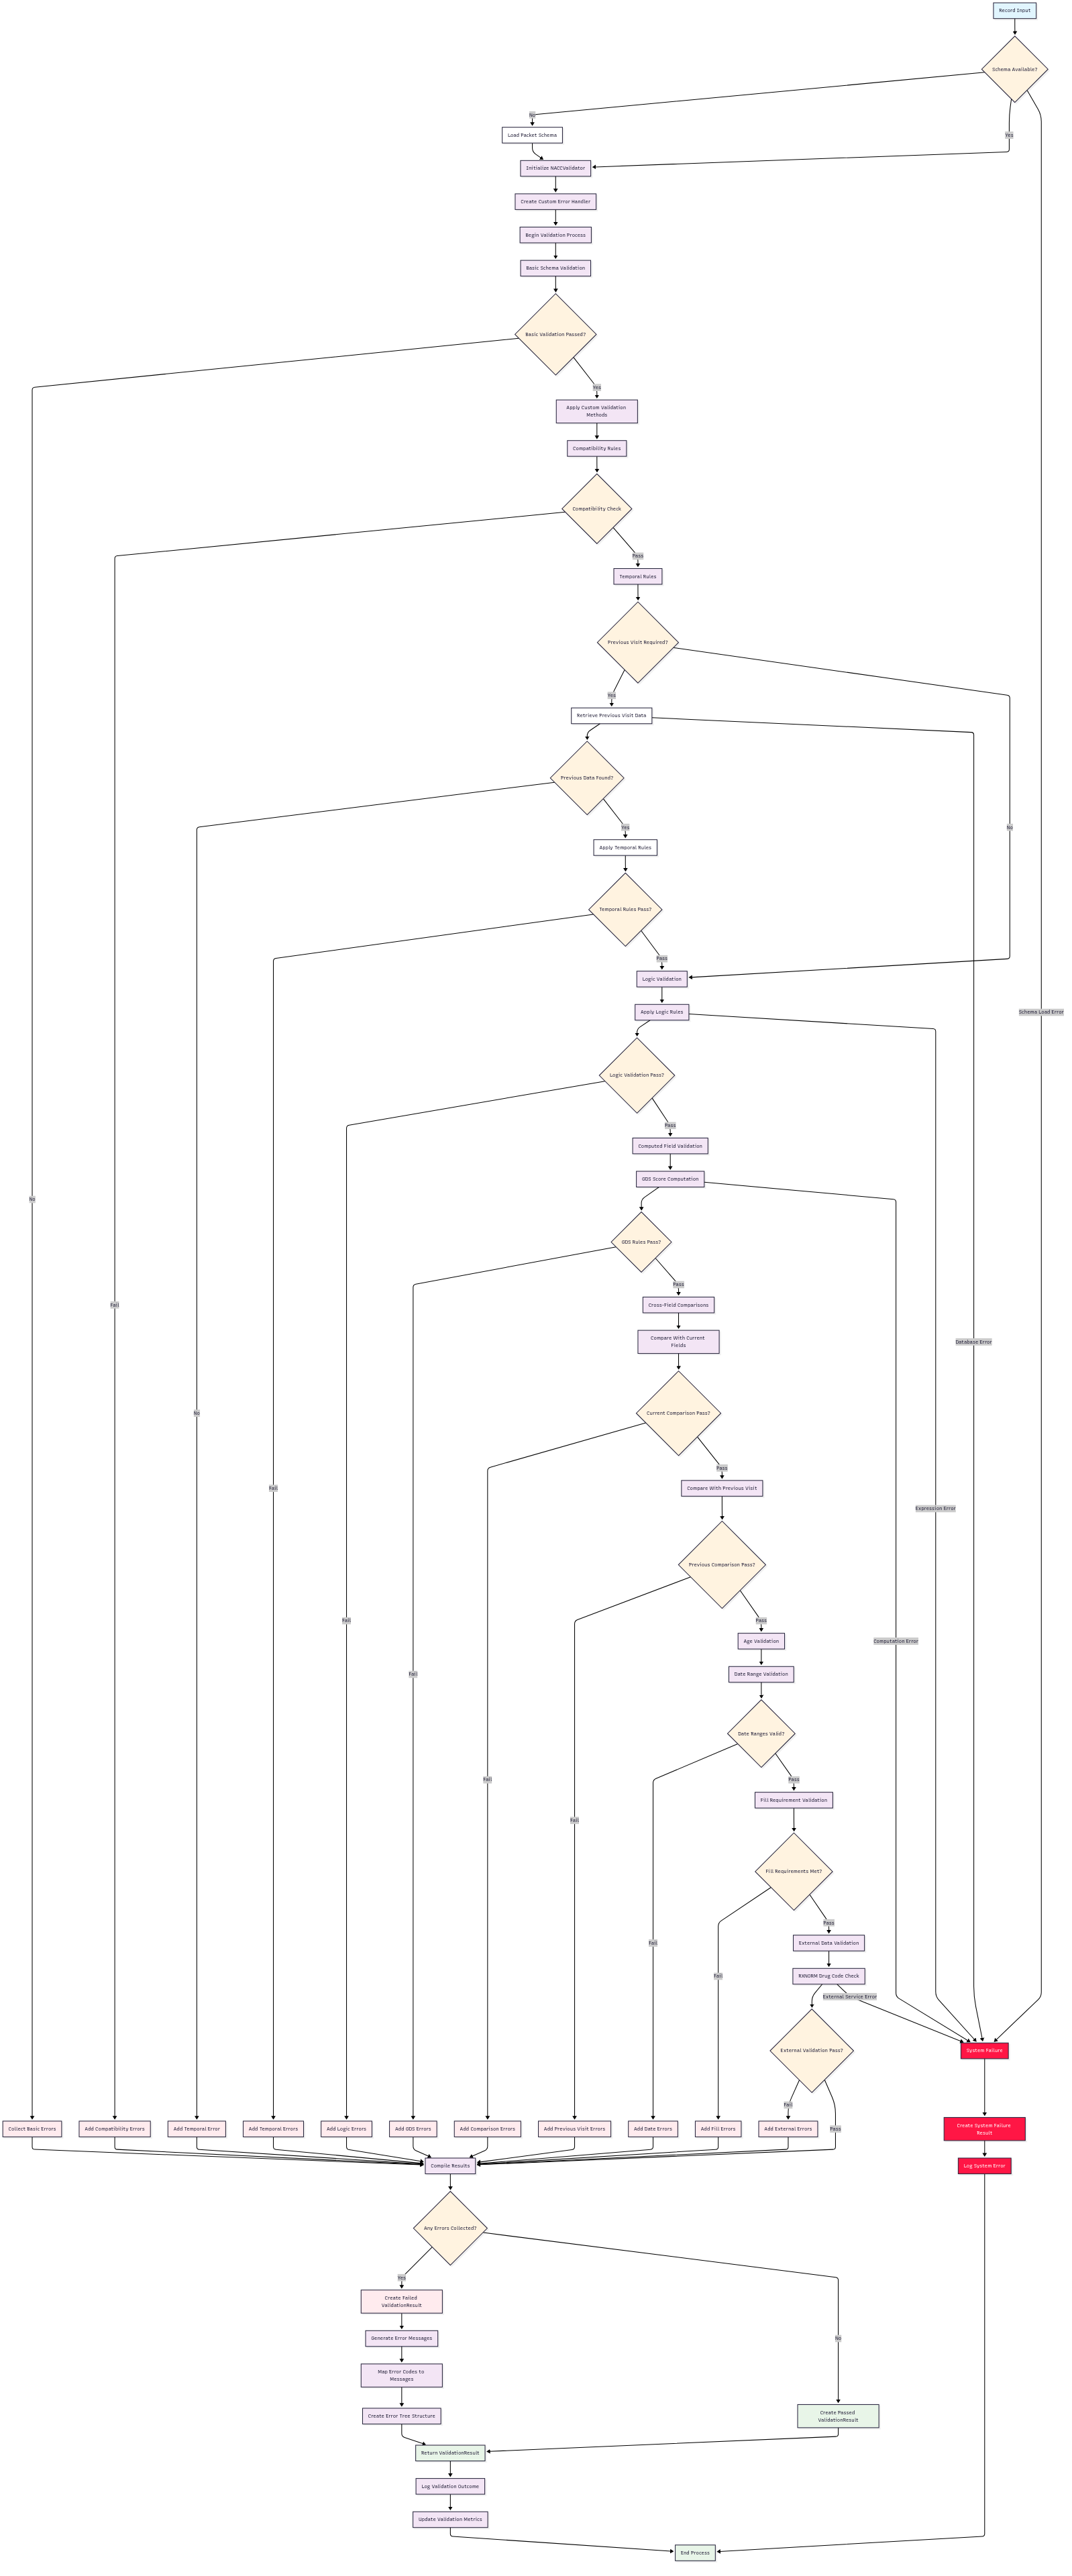 Record Input
Schema Available?
No
Load Packet Schema
Yes
Initialize NACCValidator
Create Custom Error Handler
Begin Validation Process
Basic Schema Validation
Basic Validation Passed?
Yes
Apply Custom Validation
Methods
Compatibility Rules
Compatibility Check
Pass
Temporal Rules
Previous Visit Required?
Yes
Retrieve Previous Visit Data
Previous Data Found?
Yes
No
Apply Temporal Rules
Temporal Rules Pass?
Pass
Logic Validation
Apply Logic Rules
Schema Load Error
Logic Validation Pass?
Pass
Computed Field Validation
GDS Score Computation
No
GDS Rules Pass?
Pass
Cross-Field Comparisons
Fail
Compare With Current
Fields
Database Error
Current Comparison Pass?
No
Pass
Compare With Previous Visit
Fail
Expression Error
Previous Comparison Pass?
Fail
Pass
Age Validation
Computation Error
Date Range Validation
Fail
Date Ranges Valid?
Fail
Pass
Fill Requirement Validation
Fail
Fill Requirements Met?
Pass
External Data Validation
Fail
RXNORM Drug Code Check
Fail
External Service Error
External Validation Pass?
System Failure
Fail
Collect Basic Errors
Add Compatibility Errors
Add Temporal Error
Add Temporal Errors
Add Logic Errors
Add GDS Errors
Add Comparison Errors
Add Previous Visit Errors
Add Date Errors
Add Fill Errors
Add External Errors
Pass
Create System Failure
Result
Compile Results
Log System Error
Any Errors Collected?
Yes
Create Failed
ValidationResult
Generate Error Messages
No
Map Error Codes to
Messages
Create Error Tree Structure
Create Passed
ValidationResult
Return ValidationResult
Log Validation Outcome
Update Validation Metrics
End Process